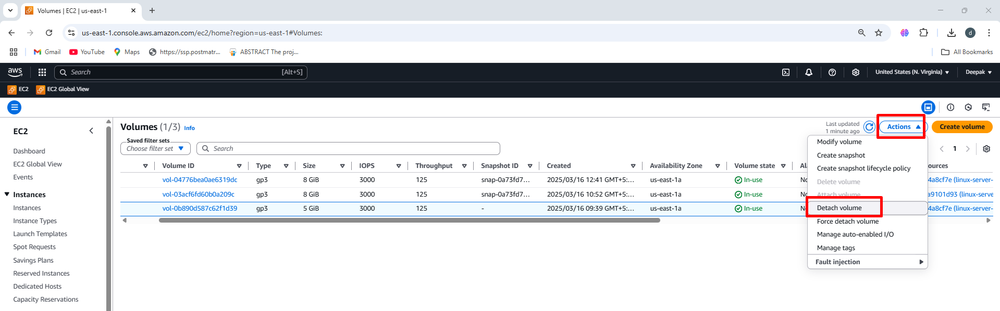 Volumes | EC2 | us-east-1
us-east-1.console.aws.amazon.com/ec2/home?region=us-east-1#Volumes:
d
Gmail YouTube Maps https://ssp.postmatr... ABSTRACT The proj... All Bookmarks
aws Search [Alt+S] United States (N. Virginia) Deepak
EC2 EC2 Global View
EC2
Dashboard
EC2 Global View
Events
Instances
Instances
Instance Types
Launch Templates
Spot Requests
Savings Plans
Reserved Instances
Dedicated Hosts
Capacity Reservations
Volumes (1/3) Info
Last updated
1 minute ago
Actions Create volume
Saved filter sets
Choose filter set Search
1
Volume ID Type Size IOPS Throughput Snapshot ID Created Availability Zone Volume state Al ources
vol-04776bea0ae6319dc gp3 8 GiB 3000 125 snap-0a73fd7... 2025/03/16 12:41 GMT+5:... us-east-1a In-use No 4a8cf7e (linux-server-
vol-03acf6fd60b0a209c gp3 8 GiB 3000 125 snap-0a73fd7... 2025/03/16 10:52 GMT+5:... us-east-1a In-use No a9101d93 (linux-serve
vol-0b890d587c62f1d39 gp3 5 GiB 3000 125 - 2025/03/16 09:39 GMT+5:... us-east-1a In-use No 4a8cf7e (linux-server-
Modify volume
Create snapshot
Create snapshot lifecycle policy
Delete volume
Attach volume
Detach volume
Force detach volume
Manage auto-enabled I/O
Manage tags
Fault injection